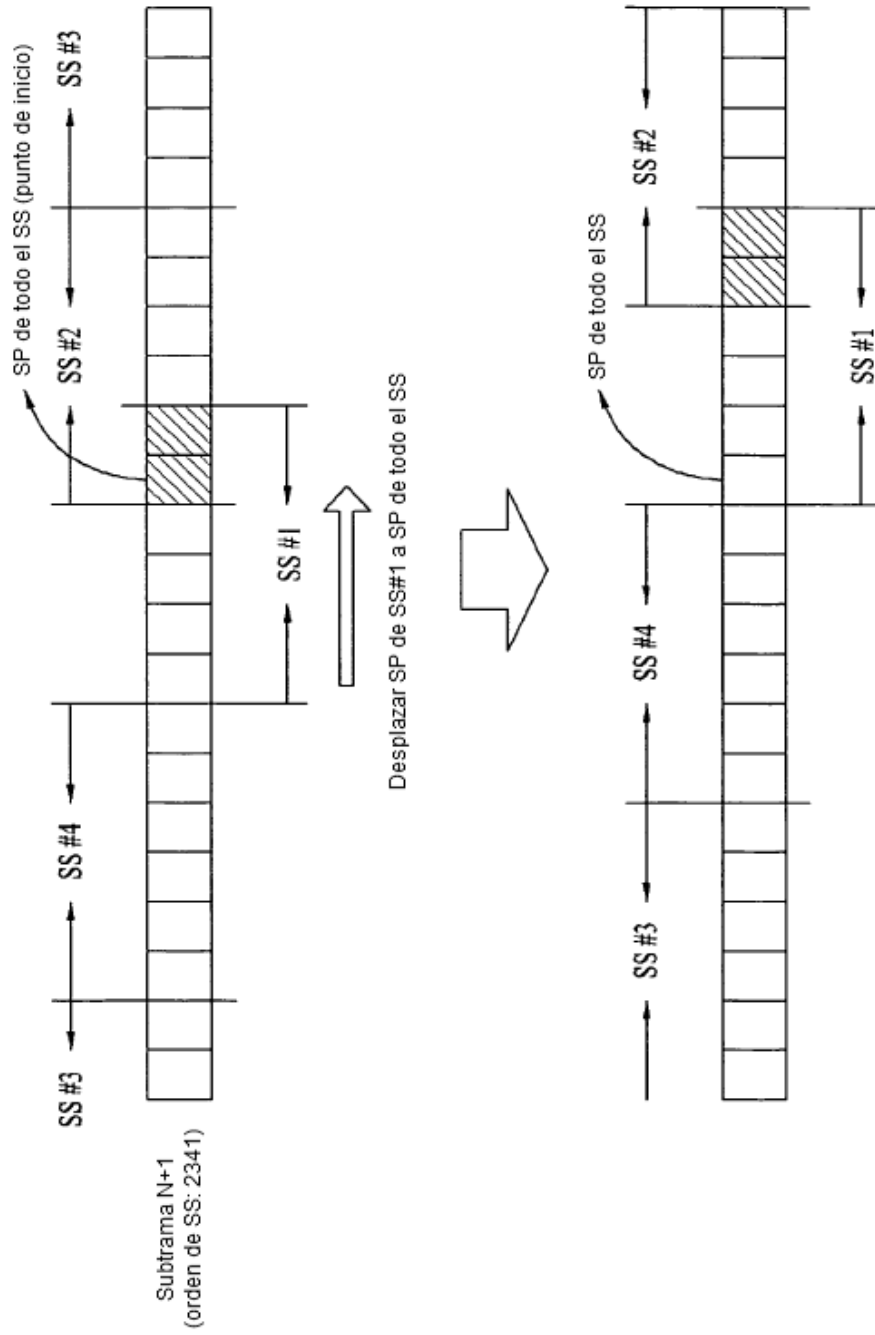 SS #3
SS #4
SS #2
SS #3
SP de todo el SS (punto de inicio)
Subtrama N+1
(orden de SS: 2341)
SS #1
Desplazar SP de SS#1 a SP de todo el SS
SS #3
SS #4
SS #2
SP de todo el SS
SS #1